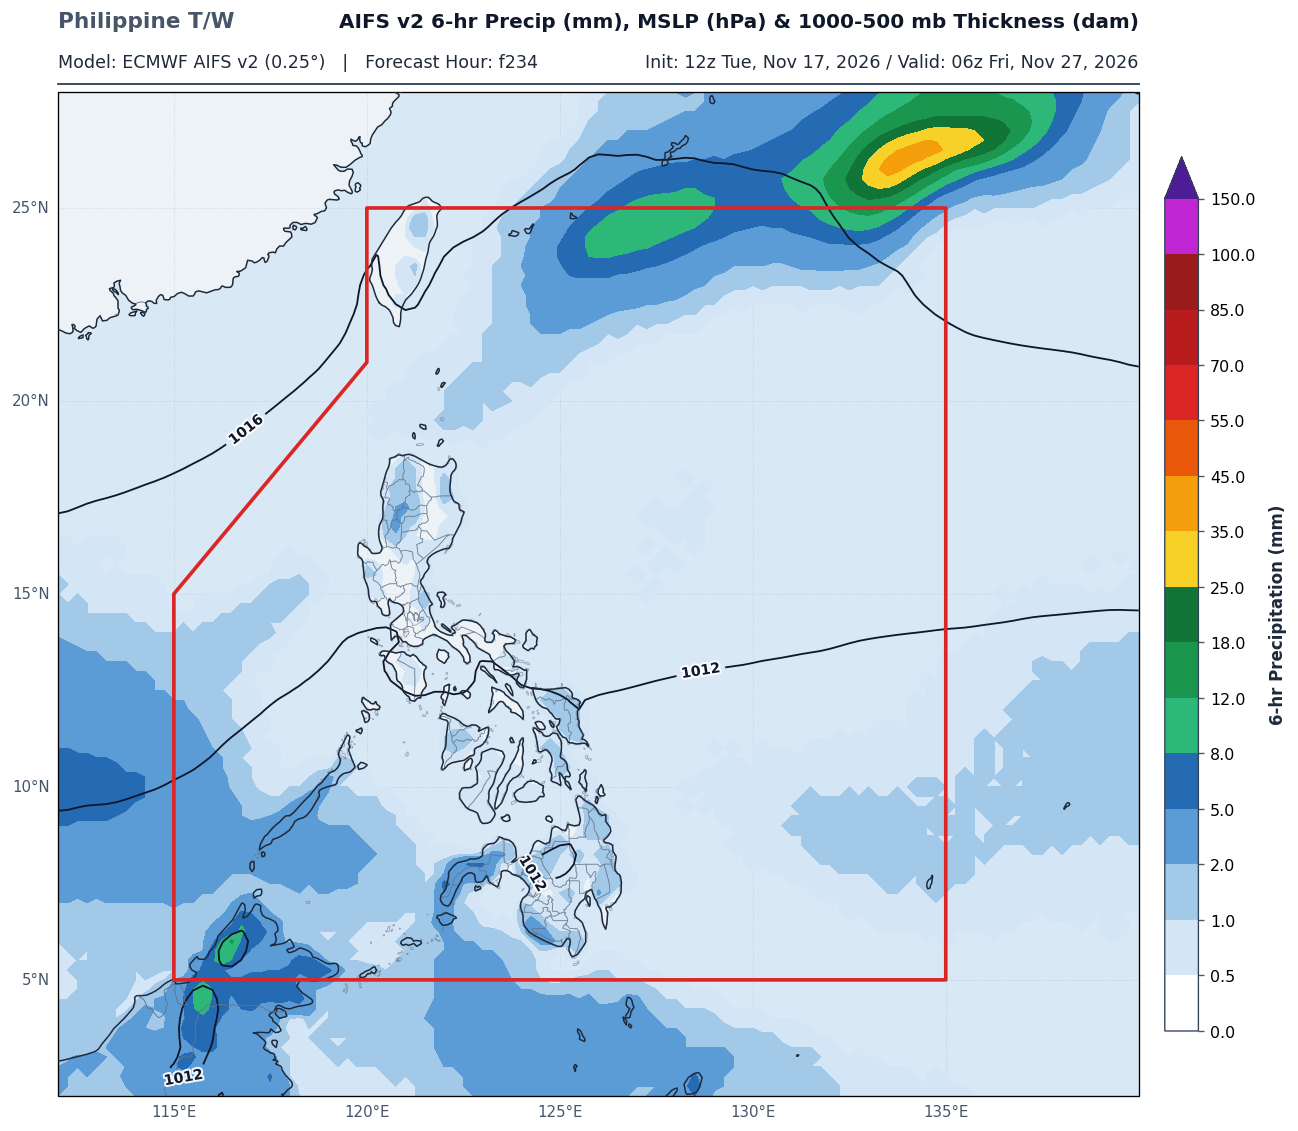 Philippine T/W
AIFS v2 6-hr Precip (mm), MSLP (hPa) & 1000-500 mb Thickness (dam)
Model: ECMWF AIFS v2 (0.25°) | Forecast Hour: f234
Init: 12z Tue, Nov 17, 2026 / Valid: 06z Fri, Nov 27, 2026
25°N
20°N
15°N
10°N
5°N
115°E
120°E
125°E
130°E
135°E
1016
1012
1012
1012
150.0
100.0
85.0
70.0
55.0
45.0
35.0
25.0
18.0
12.0
8.0
5.0
2.0
1.0
0.5
0.0
6-hr Precipitation (mm)